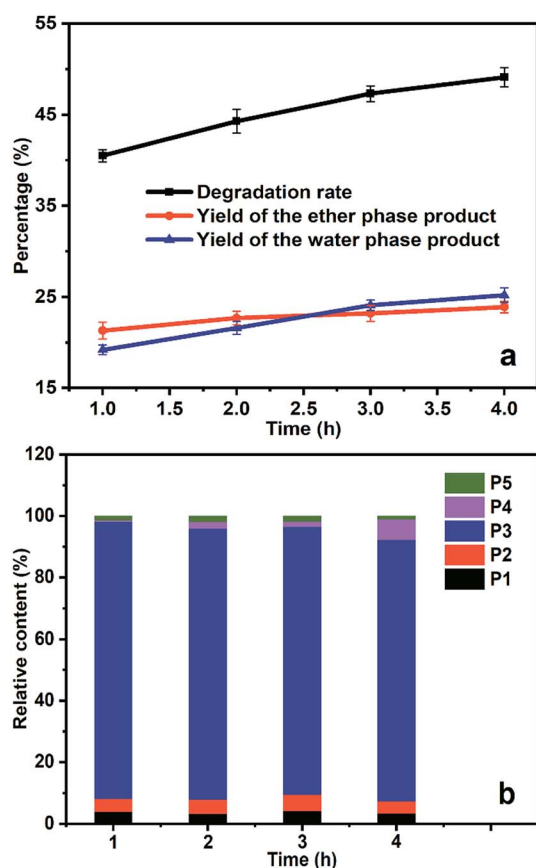 55
45
35
25
15
Percentage (%)
Degradation rate
Yield of the ether phase product
Yield of the water phase product
a
1.0 1.5 2.0 2.5 3.0 3.5 4.0
Time (h)
120
100
80
60
40
20
0
Relative content (%)
P5
P4
P3
P2
P1
b
1 2 3 4
Time (h)